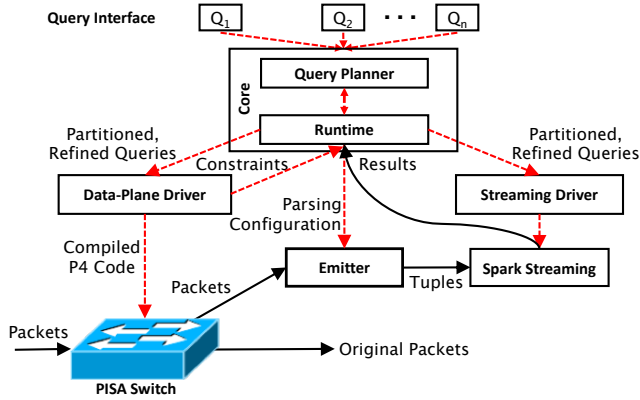 Query Interface
Q1
Q2
• • •
Qn
Core
Query Planner
Runtime
Partitioned,
Refined Queries
Constraints
Results
Partitioned,
Refined Queries
Data-Plane Driver
Streaming Driver
Parsing
Configuration
Compiled
P4 Code
Emitter
Spark Streaming
Packets
Tuples
Packets
Original Packets
PISA Switch